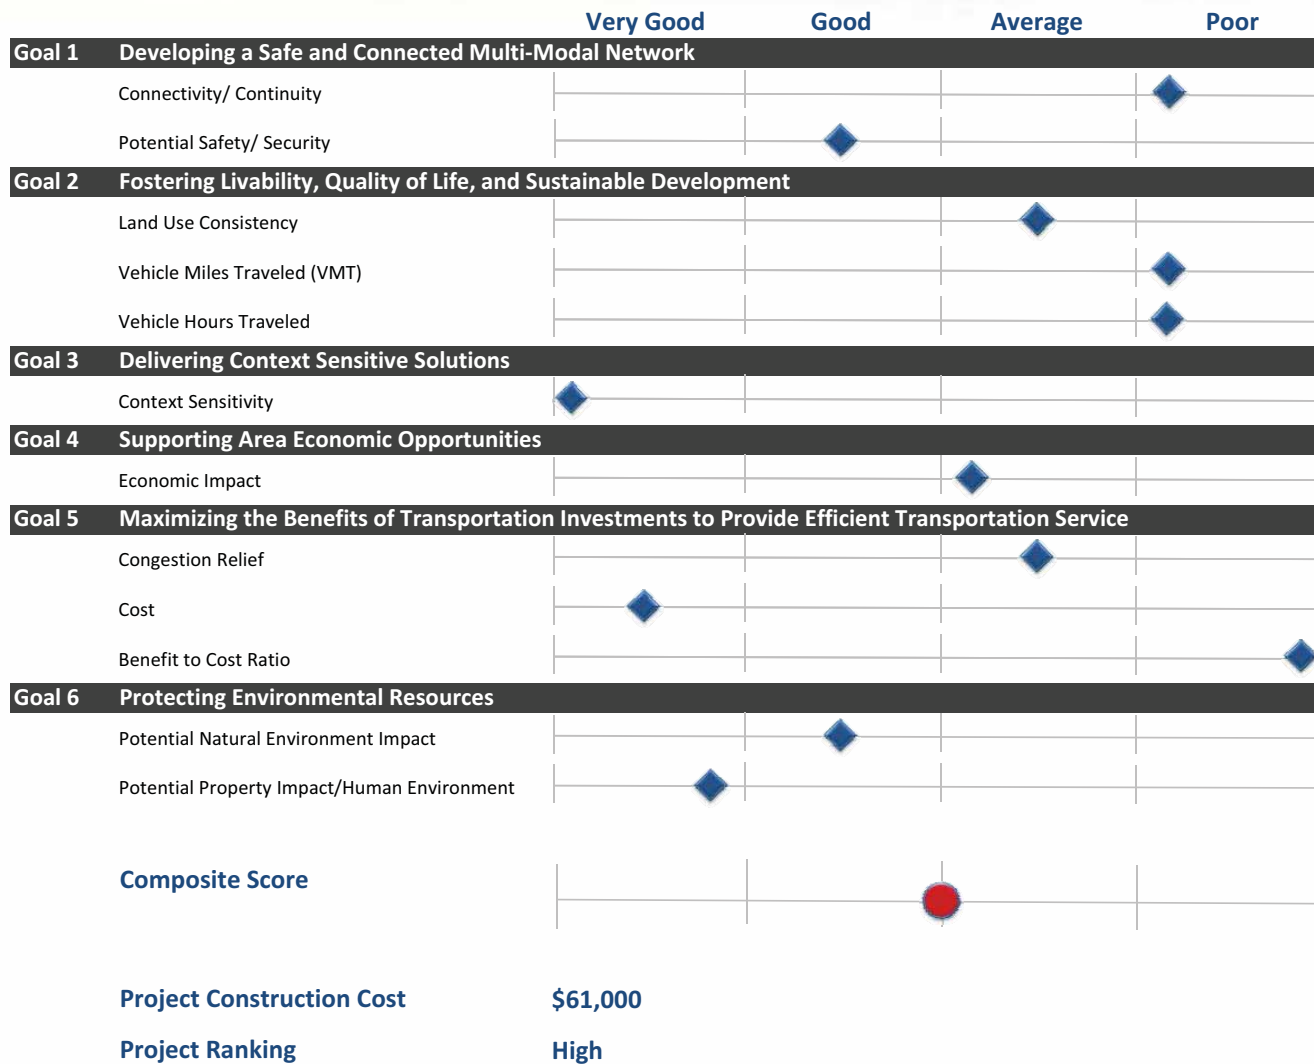 Very Good Good Average Poor
Goal 1 Developing a Safe and Connected Multi-Modal Network
Connectivity/ Continuity
Potential Safety/ Security
Goal 2 Fostering Livability, Quality of Life, and Sustainable Development
Land Use Consistency
Vehicle Miles Traveled (VMT)
Vehicle Hours Traveled
Goal 3 Delivering Context Sensitive Solutions
Context Sensitivity
Goal 4 Supporting Area Economic Opportunities
Economic Impact
Goal 5 Maximizing the Benefits of Transportation Investments to Provide Efficient Transportation Service
Congestion Relief
Cost
Benefit to Cost Ratio
Goal 6 Protecting Environmental Resources
Potential Natural Environment Impact
Potential Property Impact/Human Environment
Composite Score
Project Construction Cost $61,000
Project Ranking High